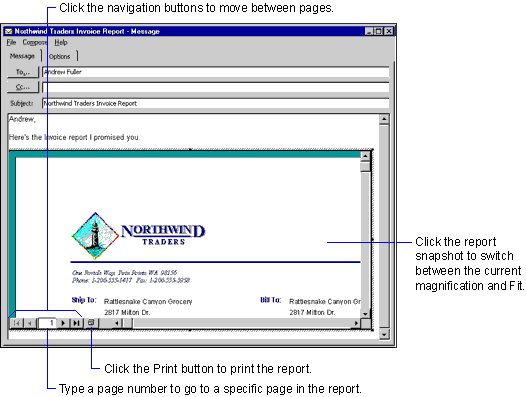 Click the navigation buttons to move between pages.
Northwind Traders Invoice Report - Message
File Compose Help
Message Options
To... Andrew Fuller
Cc...
Subject: Northwind Traders Invoice Report
Andrew,
Here's the Invoice report I promised you.
NORTHWIND
TRADERS
One Portals Way, Twin Points WA 98156
Phone: 1-206-555-1417 Fax: 1-206-555-5938
Ship To: Rattlesnake Canyon Grocery Bill To: Rattlesnake Canyon Gr
2817 Milton Dr. 2817 Milton Dr.
1
Click the report
snapshot to switch
between the current
magnification and Fit.
Click the Print button to print the report.
Type a page number to go to a specific page in the report.